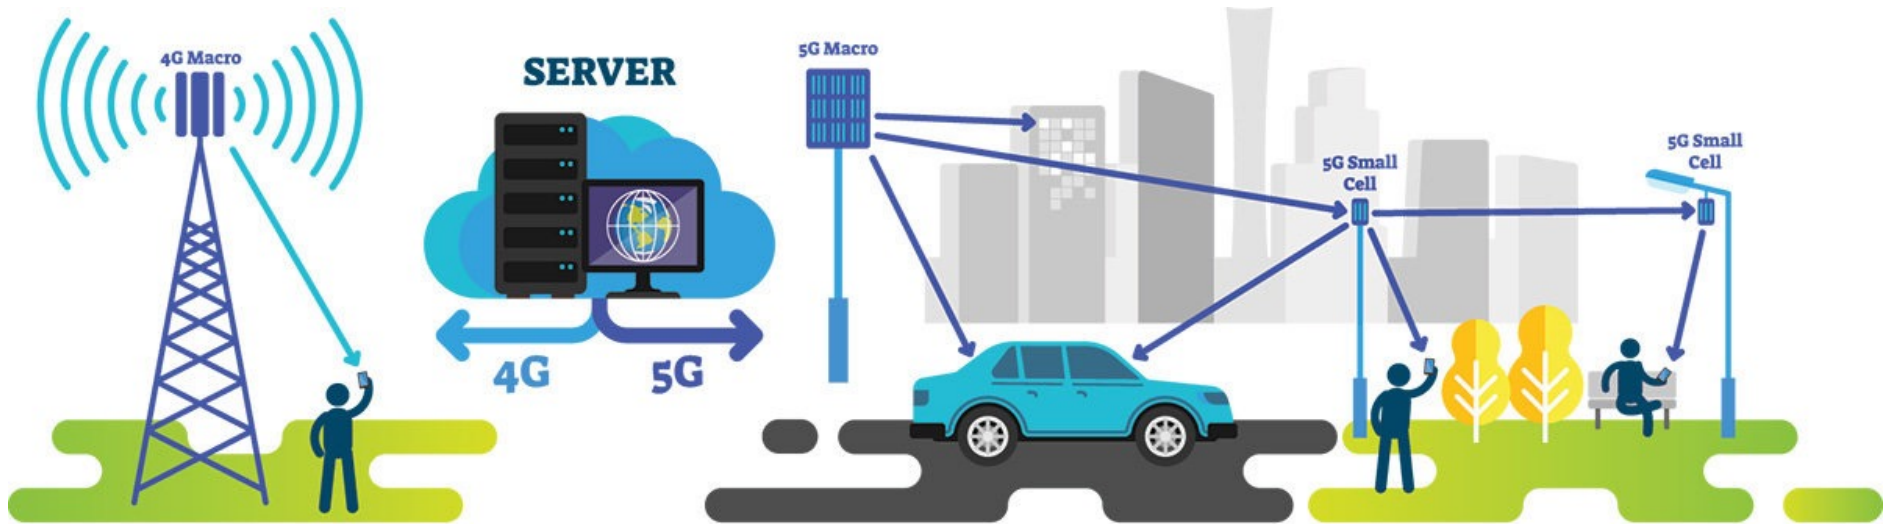 4G Macro
SERVER
4G
5G
5G Macro
5G Small
Cell
5G Small
Cell